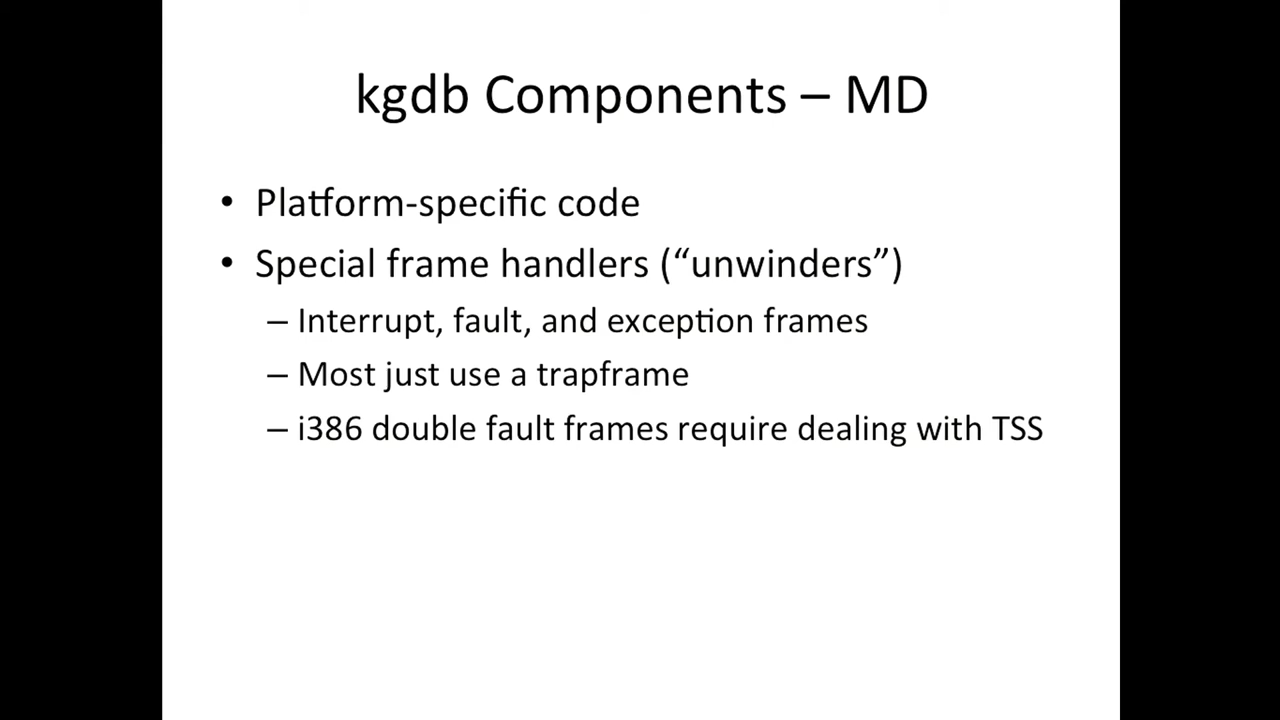 kgdb Components – MD
• Platform-specific code
• Special frame handlers (“unwinders”)
– Interrupt, fault, and exception frames
– Most just use a trapframe
– i386 double fault frames require dealing with TSS